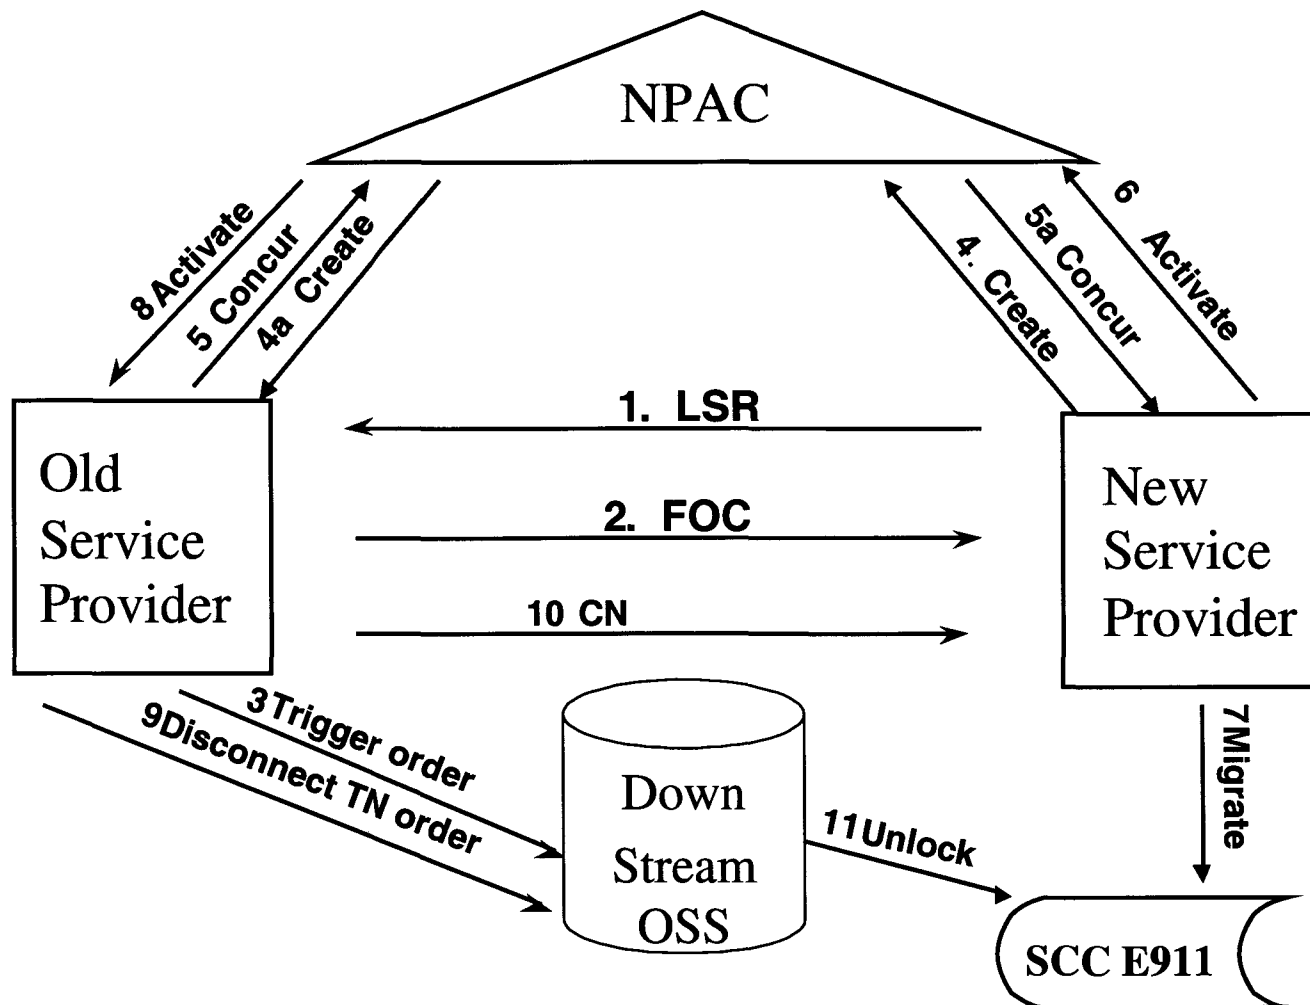 NPAC
8 Activate
5 Concur
4a Create
4. Create
5a Concur
6 Activate
1. LSR
2. FOC
10 CN
Old
Service
Provider
New
Service
Provider
3 Trigger order
9 Disconnect TN order
Down
Stream
OSS
11 Unlock
7 Migrate
SCC E911